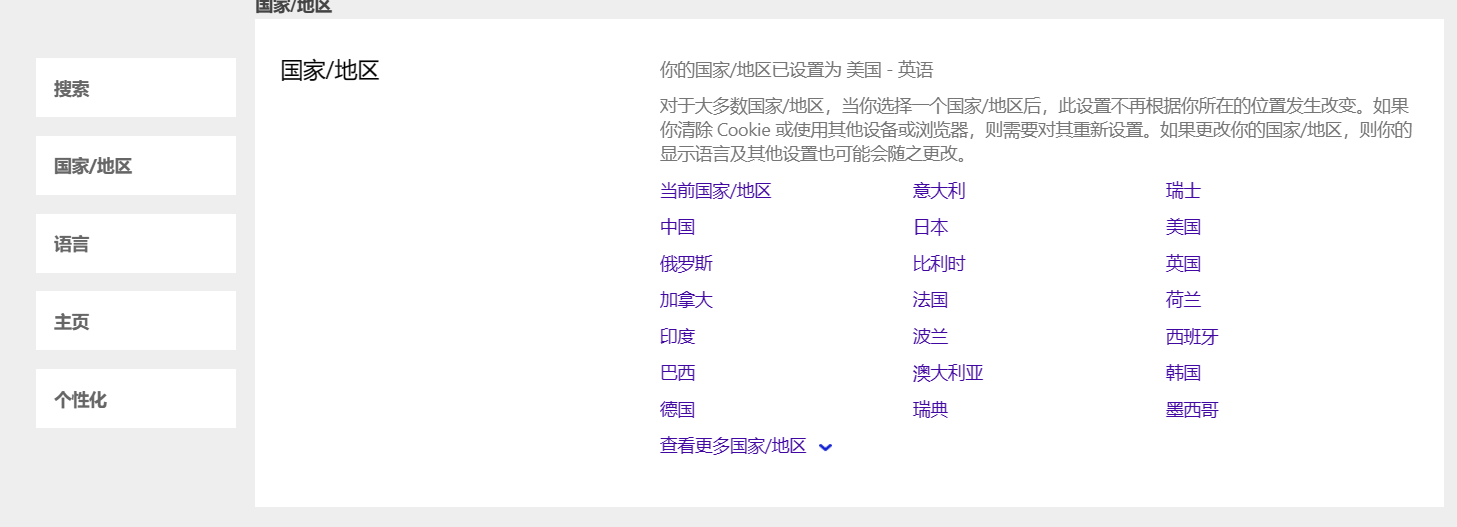 国家/地区
搜索
国家/地区
语言
主页
个性化
国家/地区
你的国家/地区已设置为 美国 - 英语
对于大多数国家/地区，当你选择一个国家/地区后，此设置不再根据你所在的位置发生改变。如果
你清除 Cookie 或使用其他设备或浏览器，则需要对其重新设置。如果更改你的国家/地区，则你的
显示语言及其他设置也可能会随之更改。
当前国家/地区 意大利 瑞士
中国 日本 美国
俄罗斯 比利时 英国
加拿大 法国 荷兰
印度 波兰 西班牙
巴西 澳大利亚 韩国
德国 瑞典 墨西哥
查看更多国家/地区